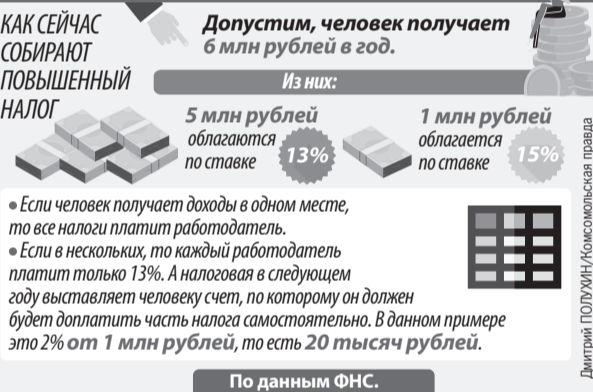 КАК СЕЙЧАС
СОБИРАЮТ
ПОВЫШЕННЫЙ
НАЛОГ
Допустим, человек получает
6 млн рублей в год.
Из них:
5 млн рублей
облагаются
по ставке
13%
1 млн рублей
облагается
по ставке
15%
• Если человек получает доходы в одном месте,
то все налоги платит работодатель.
• Если в нескольких, то каждый работодатель
платит только 13%. А налоговая в следующем
году выставляет человеку счет, по которому он должен
будет доплатить часть налога самостоятельно. В данном примере
это 2% от 1 млн рублей, то есть 20 тысяч рублей.
По данным ФНС.
Дмитрий ПОЛУХИН/Комсомольская правда